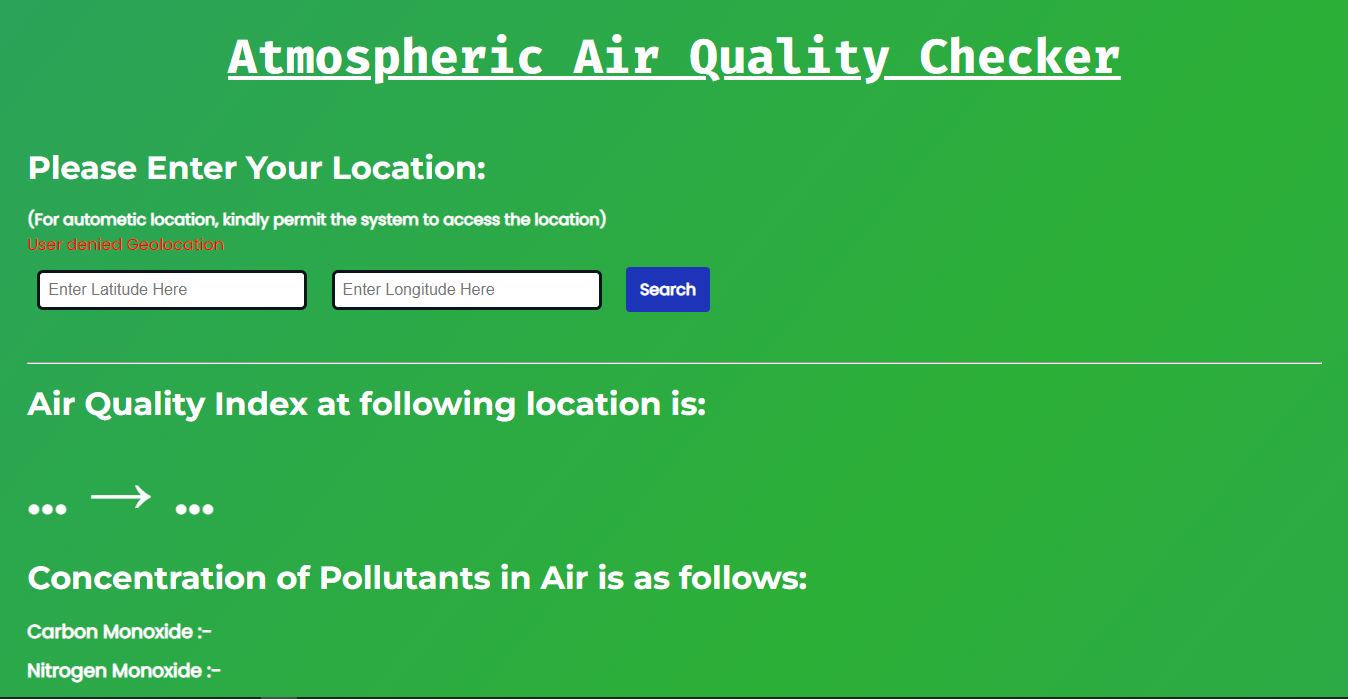 Atmospheric Air Quality Checker
Please Enter Your Location:
(For autometic location, kindly permit the system to access the location)
User denied Geolocation
Enter Latitude Here Enter Longitude Here Search
Air Quality Index at following location is:
... → ...
Concentration of Pollutants in Air is as follows:
Carbon Monoxide :-
Nitrogen Monoxide :-